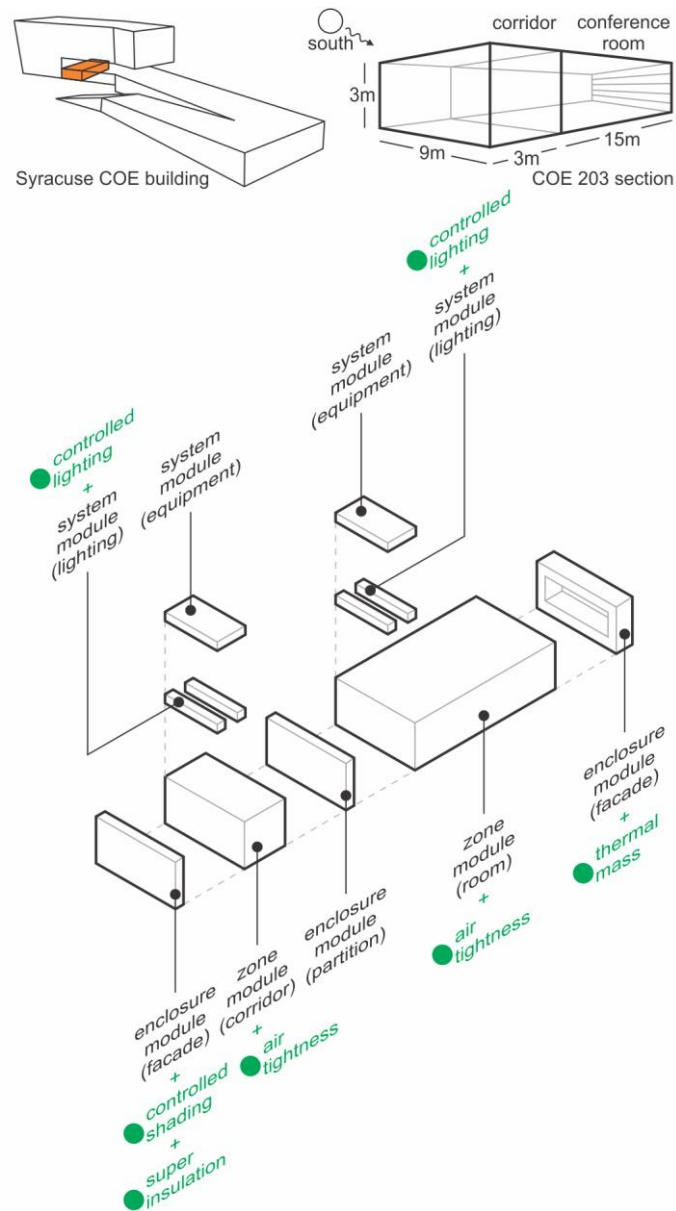 south
corridor
conference
room
3m
9m
3m
15m
Syracuse COE building
COE 203 section
controlled
lighting
+
system
module
(lighting)
system
module
(equipment)
controlled
lighting
+
system
module
(lighting)
system
module
(equipment)
enclosure
module
(facade)
+
controlled
shading
+
super
insulation
zone
module
(corridor)
+
air
tightness
enclosure
module
(partition)
zone
module
(room)
+
air
tightness
enclosure
module
(facade)
+
thermal
mass